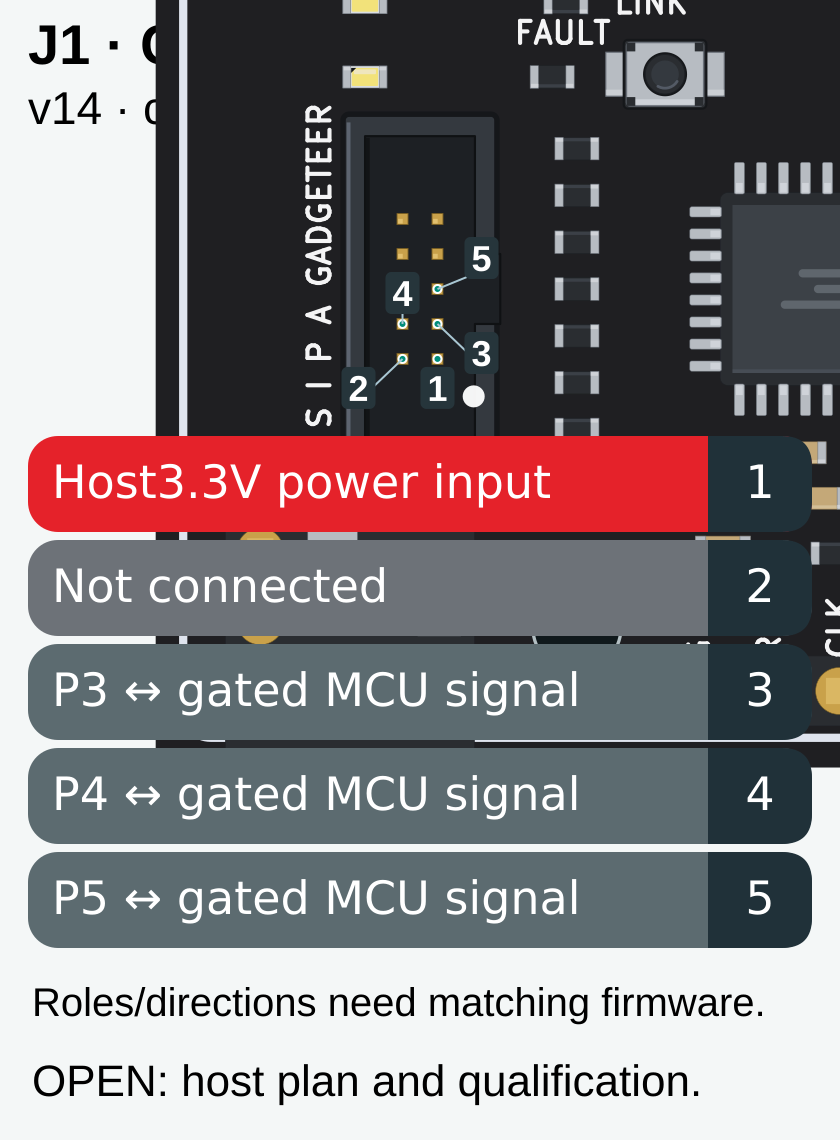 J1 ·
v14 ·
LINK
FAULT
S I P A GADGETEER
5
4
3
2
1
Host3.3V power input 1
Not connected 2
P3 ↔ gated MCU signal 3
P4 ↔ gated MCU signal 4
P5 ↔ gated MCU signal 5
CLK
Roles/directions need matching firmware.
OPEN: host plan and qualification.